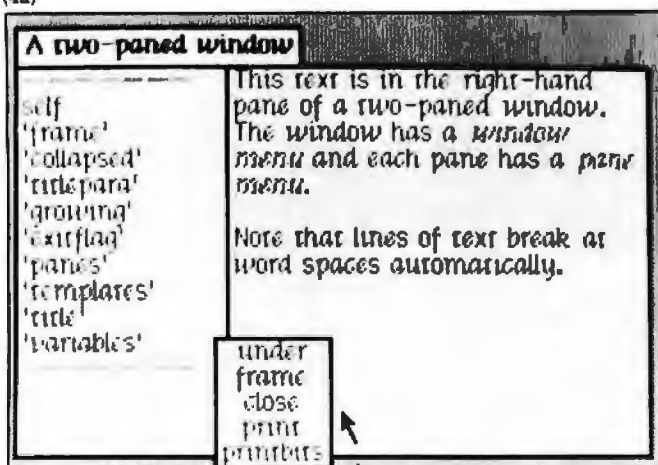 A two-paned window
self
'frame'
'collapsed'
'titlepara'
'growing'
'exitflag'
'panes'
'templates'
'title'
'variables'
This text is in the right-hand
pane of a two-paned window.
The window has a window
menu and each pane has a pane
menu.
Note that lines of text break at
word spaces automatically.
under
frame
close
print
printbits